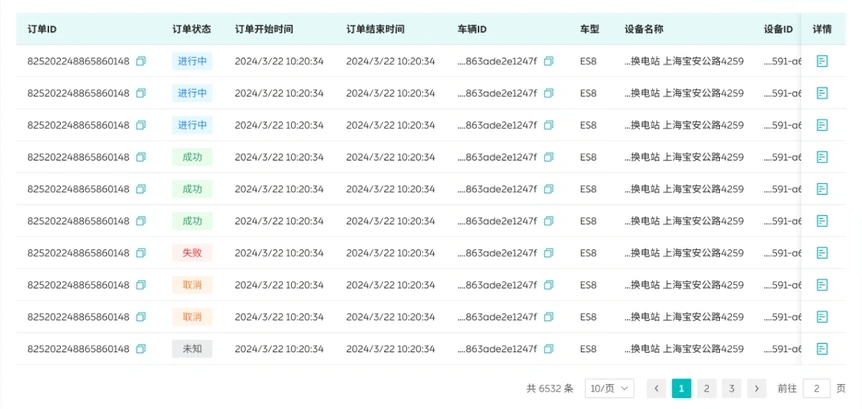 订单ID 订单状态 订单开始时间 订单结束时间 车辆ID 车型 设备名称 设备ID 详情
825202248865860148 进行中 2024/3/22 10:20:34 2024/3/22 10:20:34 ....863ade2e1247f ES8 ...换电站 上海宝安公路4259 ....591-a6
825202248865860148 进行中 2024/3/22 10:20:34 2024/3/22 10:20:34 ....863ade2e1247f ES8 ...换电站 上海宝安公路4259 ....591-a6
825202248865860148 进行中 2024/3/22 10:20:34 2024/3/22 10:20:34 ....863ade2e1247f ES8 ...换电站 上海宝安公路4259 ....591-a6
825202248865860148 成功 2024/3/22 10:20:34 2024/3/22 10:20:34 ....863ade2e1247f ES8 ...换电站 上海宝安公路4259 ....591-a6
825202248865860148 成功 2024/3/22 10:20:34 2024/3/22 10:20:34 ....863ade2e1247f ES8 ...换电站 上海宝安公路4259 ....591-a6
825202248865860148 成功 2024/3/22 10:20:34 2024/3/22 10:20:34 ....863ade2e1247f ES8 ...换电站 上海宝安公路4259 ....591-a6
825202248865860148 失败 2024/3/22 10:20:34 2024/3/22 10:20:34 ....863ade2e1247f ES8 ...换电站 上海宝安公路4259 ....591-a6
825202248865860148 取消 2024/3/22 10:20:34 2024/3/22 10:20:34 ....863ade2e1247f ES8 ...换电站 上海宝安公路4259 ....591-a6
825202248865860148 取消 2024/3/22 10:20:34 2024/3/22 10:20:34 ....863ade2e1247f ES8 ...换电站 上海宝安公路4259 ....591-a6
825202248865860148 未知 2024/3/22 10:20:34 2024/3/22 10:20:34 ....863ade2e1247f ES8 ...换电站 上海宝安公路4259 ....591-a6
共 6532 条 10/页 1 2 3 前往 2 页